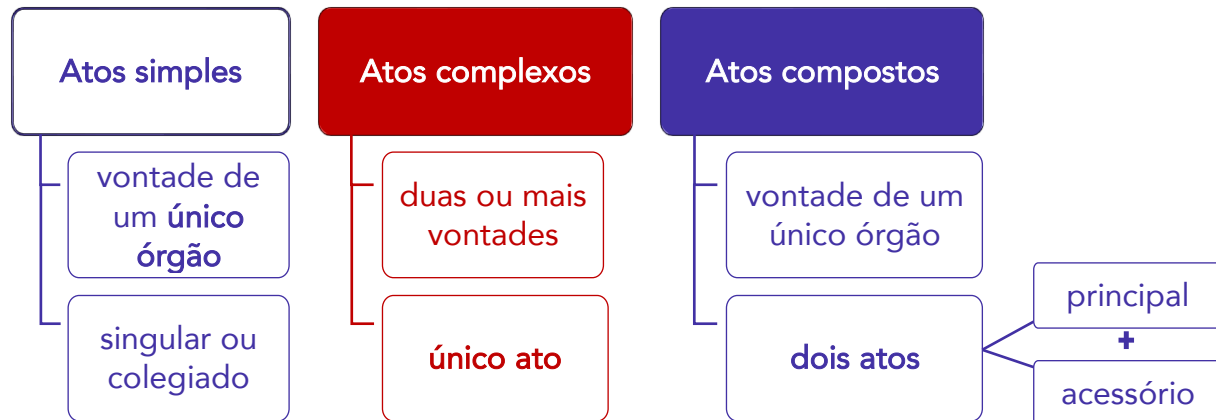 Atos simples
vontade de
um único
órgão
singular ou
colegiado
Atos complexos
duas ou mais
vontades
único ato
Atos compostos
vontade de um
único órgão
dois atos
principal
+
acessório